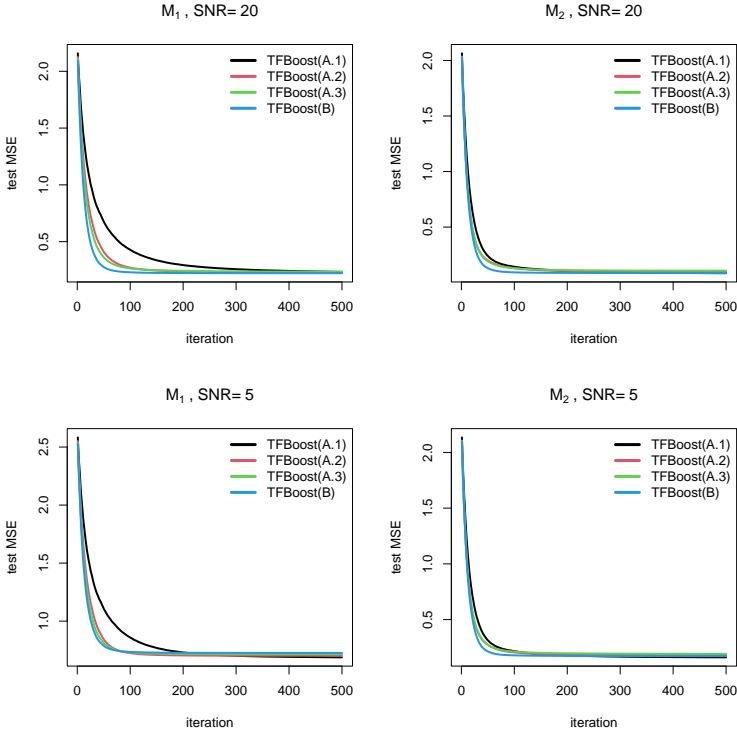 M1 , SNR= 20
test MSE
2.0
1.5
1.0
0.5
TFBoost(A.1)
TFBoost(A.2)
TFBoost(A.3)
TFBoost(B)
0 100 200 300 400 500
iteration
M2 , SNR= 20
test MSE
2.0
1.5
1.0
0.5
TFBoost(A.1)
TFBoost(A.2)
TFBoost(A.3)
TFBoost(B)
0 100 200 300 400 500
iteration
M1 , SNR= 5
test MSE
2.5
2.0
1.5
1.0
TFBoost(A.1)
TFBoost(A.2)
TFBoost(A.3)
TFBoost(B)
0 100 200 300 400 500
iteration
M2 , SNR= 5
test MSE
2.0
1.5
1.0
0.5
TFBoost(A.1)
TFBoost(A.2)
TFBoost(A.3)
TFBoost(B)
0 100 200 300 400 500
iteration